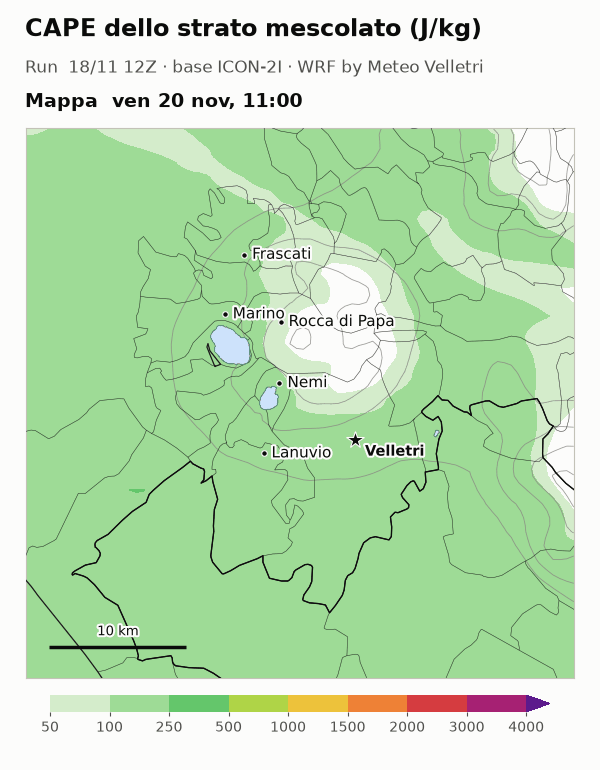 CAPE dello strato mescolato (J/kg)
Run  18/11 12Z · base ICON-2I · WRF by Meteo Velletri
Mappa  ven 20 nov, 11:00
Frascati
Marino
Rocca di Papa
Nemi
Velletri
Lanuvio
10 km
50 100 250 500 1000 1500 2000 3000 4000